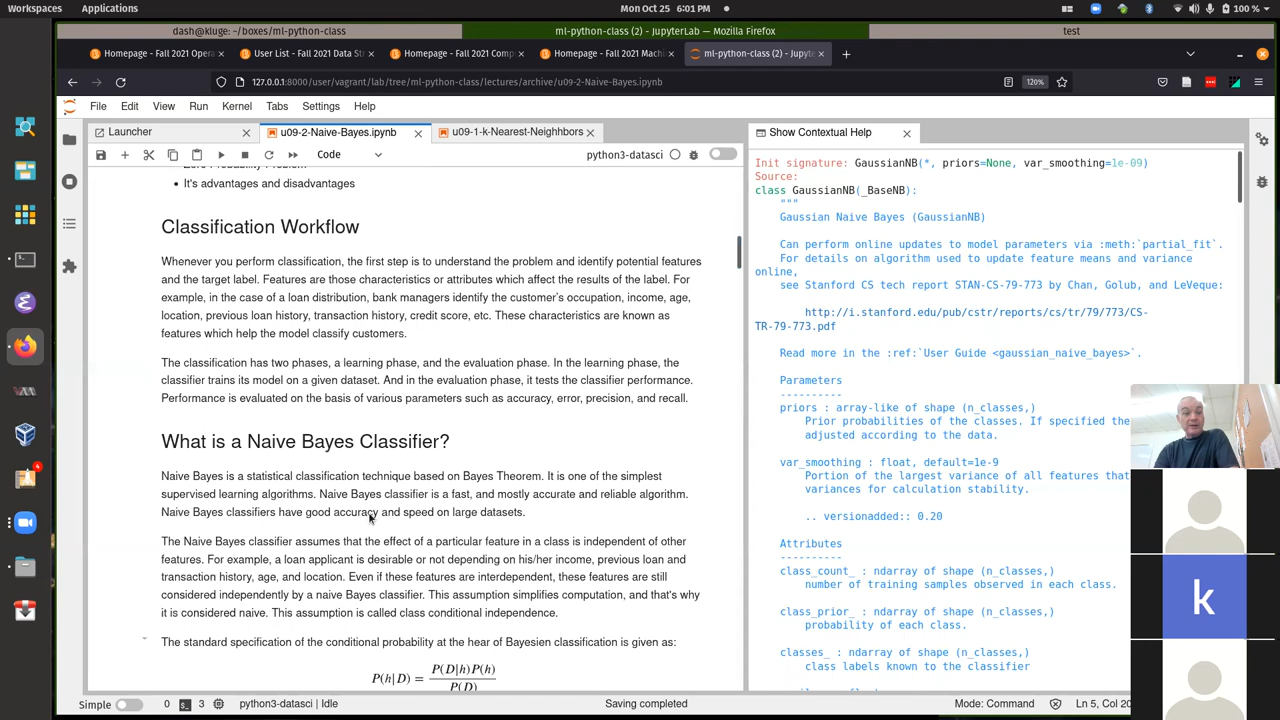 Workspaces Applications Mon Oct 25 6:01 PM 100 %
dash@kluge: ~/boxes/ml-python-class ml-python-class (2) - JupyterLab — Mozilla Firefox test
Homepage - Fall 2021 Opera User List - Fall 2021 Data St Homepage - Fall 2021 Comp Homepage - Fall 2021 Machi ml-python-class (2) - Jupyte
127.0.0.1:8000/user/vagrant/lab/tree/ml-python-class/lectures/archive/u09-2-Naive-Bayes.ipynb 120%
File Edit View Run Kernel Tabs Settings Help
Launcher u09-2-Naive-Bayes.ipynb u09-1-k-Nearest-Neighhbors Show Contextual Help
Code python3-datasci
It's advantages and disadvantages
Classification Workflow
Whenever you perform classification, the first step is to understand the problem and identify potential features
and the target label. Features are those characteristics or attributes which affect the results of the label. For
example, in the case of a loan distribution, bank managers identify the customer's occupation, income, age,
location, previous loan history, transaction history, credit score, etc. These characteristics are known as
features which help the model classify customers.
The classification has two phases, a learning phase, and the evaluation phase. In the learning phase, the
classifier trains its model on a given dataset. And in the evaluation phase, it tests the classifier performance.
Performance is evaluated on the basis of various parameters such as accuracy, error, precision, and recall.
What is a Naive Bayes Classifier?
Naive Bayes is a statistical classification technique based on Bayes Theorem. It is one of the simplest
supervised learning algorithms. Naive Bayes classifier is a fast, and mostly accurate and reliable algorithm.
Naive Bayes classifiers have good accuracy and speed on large datasets.
The Naive Bayes classifier assumes that the effect of a particular feature in a class is independent of other
features. For example, a loan applicant is desirable or not depending on his/her income, previous loan and
transaction history, age, and location. Even if these features are interdependent, these features are still
considered independently by a naive Bayes classifier. This assumption simplifies computation, and that's why
it is considered naive. This assumption is called class conditional independence.
The standard specification of the conditional probability at the hear of Bayesien classification is given as:
P(h|D) = P(D|h)P(h)
P(D)
Init signature: GaussianNB(*, priors=None, var_smoothing=1e-09)
Source:
class GaussianNB(_BaseNB):
"""
Gaussian Naive Bayes (GaussianNB)
Can perform online updates to model parameters via :meth:`partial_fit`.
For details on algorithm used to update feature means and variance
online,
see Stanford CS tech report STAN-CS-79-773 by Chan, Golub, and LeVeque:
http://i.stanford.edu/pub/cstr/reports/cs/tr/79/773/CS-
TR-79-773.pdf
Read more in the :ref:`User Guide <gaussian_naive_bayes>`.
Parameters
----------
priors : array-like of shape (n_classes,)
Prior probabilities of the classes. If specified the
adjusted according to the data.
var_smoothing : float, default=1e-9
Portion of the largest variance of all features that
variances for calculation stability.
.. versionadded:: 0.20
Attributes
----------
class_count_ : ndarray of shape (n_classes,)
number of training samples observed in each class.
class_prior_ : ndarray of shape (n_classes,)
probability of each class.
classes_ : ndarray of shape (n_classes,)
class labels known to the classifier
k
Simple 0 3 python3-datasci | Idle Saving completed Mode: Command Ln 5, Col 20